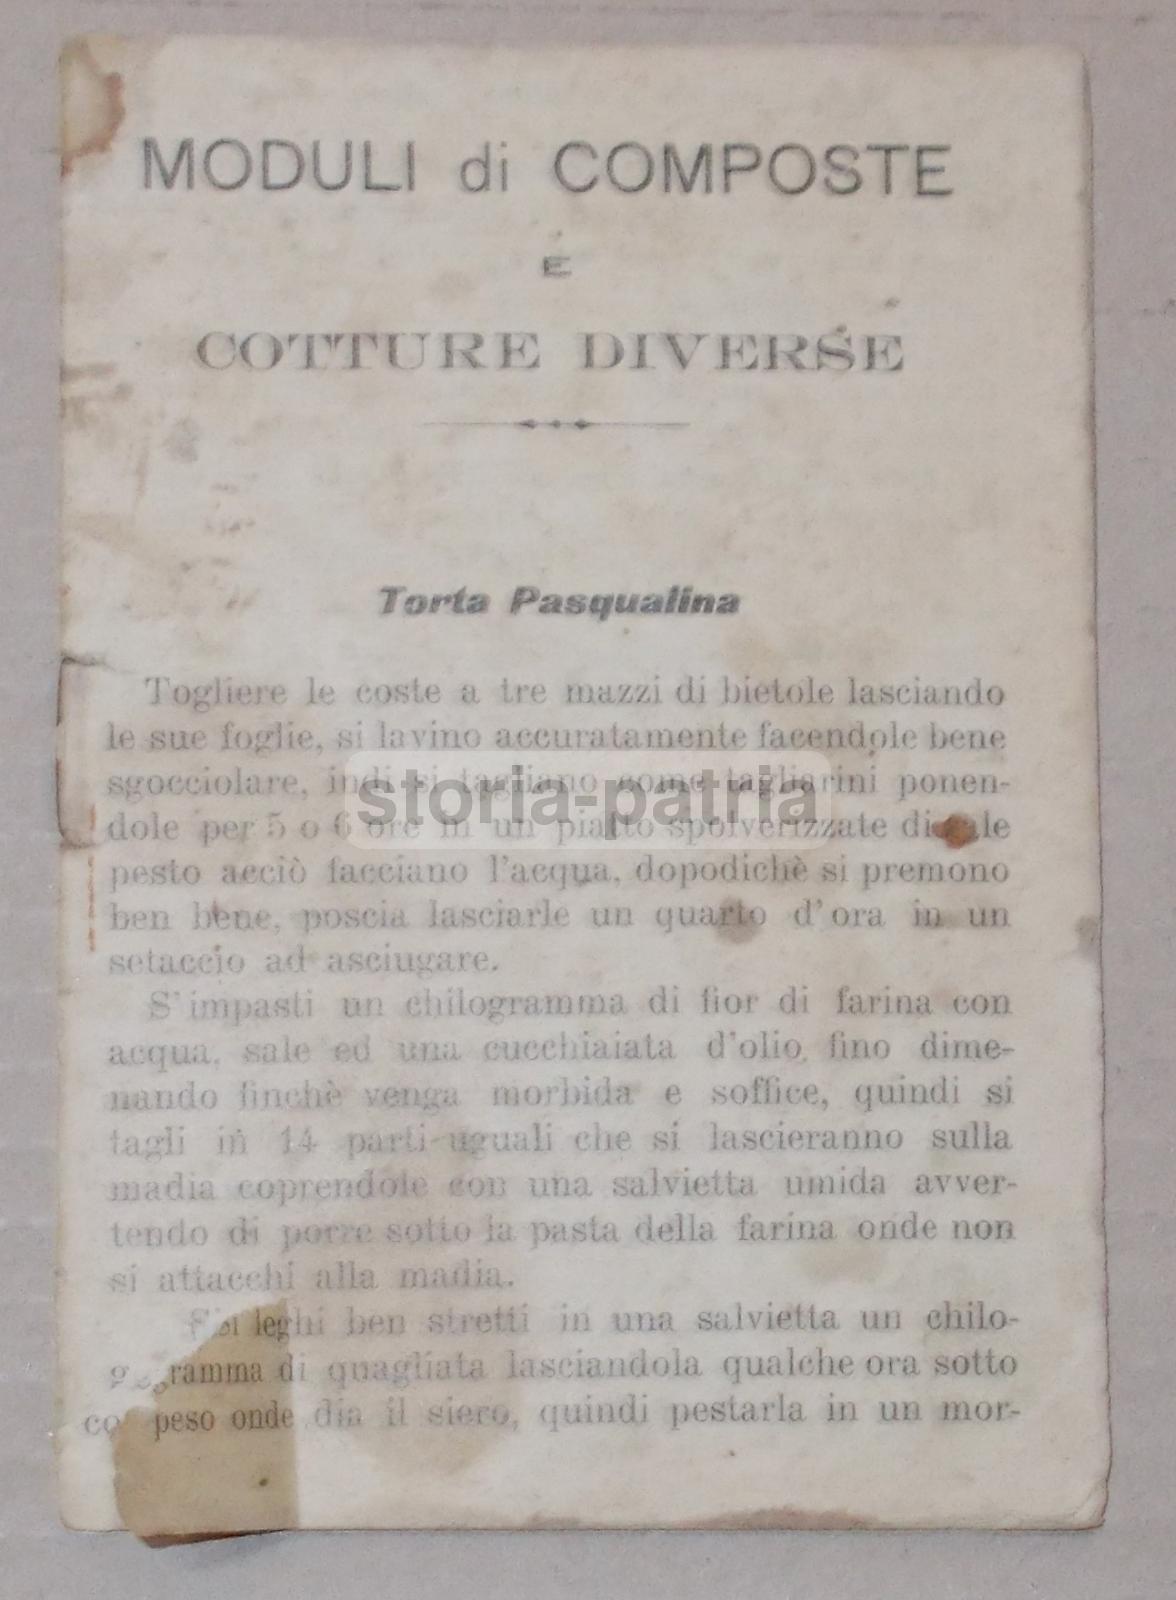 MODULI di COMPOSTE
E
COTTURE DIVERSE
Torta Pasqualina
Togliere le coste a tre mazzi di bietole lasciando
le sue foglie, si lavino accuratamente facendole bene
sgocciolare, indi si tagliano come tagliarini ponen-
dole per 5 o 6 ore in un piatto spolverizzate di sale
pesto acciò facciano l'acqua, dopodichè si premono
ben bene, poscia lasciarle un quarto d'ora in un
setaccio ad asciugare.
S'impasti un chilogramma di fior di farina con
acqua, sale ed una cucchiaiata d'olio fino dime-
nando finchè venga morbida e soffice, quindi si
tagli in 14 parti uguali che si lascieranno sulla
madia coprendole con una salvietta umida avver-
tendo di porre sotto la pasta della farina onde non
si attacchi alla madia.
Si leghi ben stretti in una salvietta un chilo-
gramma di quagliata lasciandola qualche ora sotto
peso onde dia il siero, quindi pestarla in un mor-
storia-patria